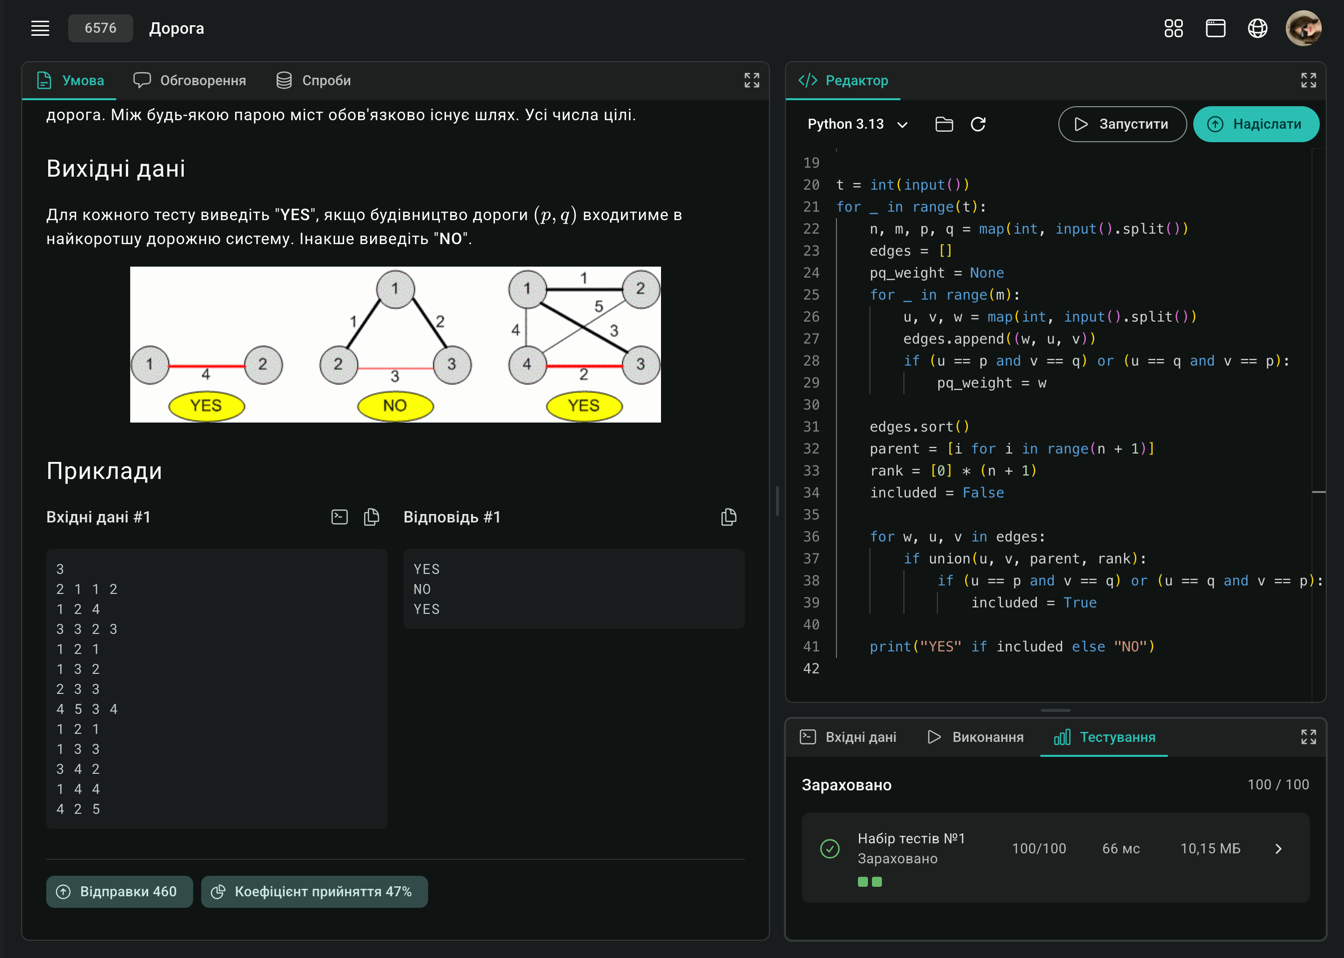 6576
Дорога
Умова
Обговорення
Спроби
дорога. Між будь-якою парою міст обов'язково існує шлях. Усі числа цілі.
Вихідні дані
Для кожного тесту виведіть "YES", якщо будівництво дороги (p, q) входитиме в
найкоротшу дорожню систему. Інакше виведіть "NO".
1
1
1
2
1
2
5
4
3
1
2
4
2
3
3
4
2
3
YES
NO
YES
Приклади
Вхідні дані #1
3
2 1 1 2
1 2 4
3 3 2 3
1 2 1
1 3 2
2 3 3
4 5 3 4
1 2 1
1 3 3
3 4 2
1 4 4
4 2 5
Відповідь #1
YES
NO
YES
Відправки 460
Коефіцієнт прийняття 47%
Редактор
Python 3.13
Запустити
Надіслати
19
20 t = int(input())
21 for _ in range(t):
22 n, m, p, q = map(int, input().split())
23 edges = []
24 pq_weight = None
25 for _ in range(m):
26 u, v, w = map(int, input().split())
27 edges.append((w, u, v))
28 if (u == p and v == q) or (u == q and v == p):
29 pq_weight = w
30
31 edges.sort()
32 parent = [i for i in range(n + 1)]
33 rank = [0] * (n + 1)
34 included = False
35
36 for w, u, v in edges:
37 if union(u, v, parent, rank):
38 if (u == p and v == q) or (u == q and v == p):
39 included = True
40
41 print("YES" if included else "NO")
42
Вхідні дані
Виконання
Тестування
Зараховано
100 / 100
Набір тестів №1
Зараховано
100/100
66 мс
10,15 МБ